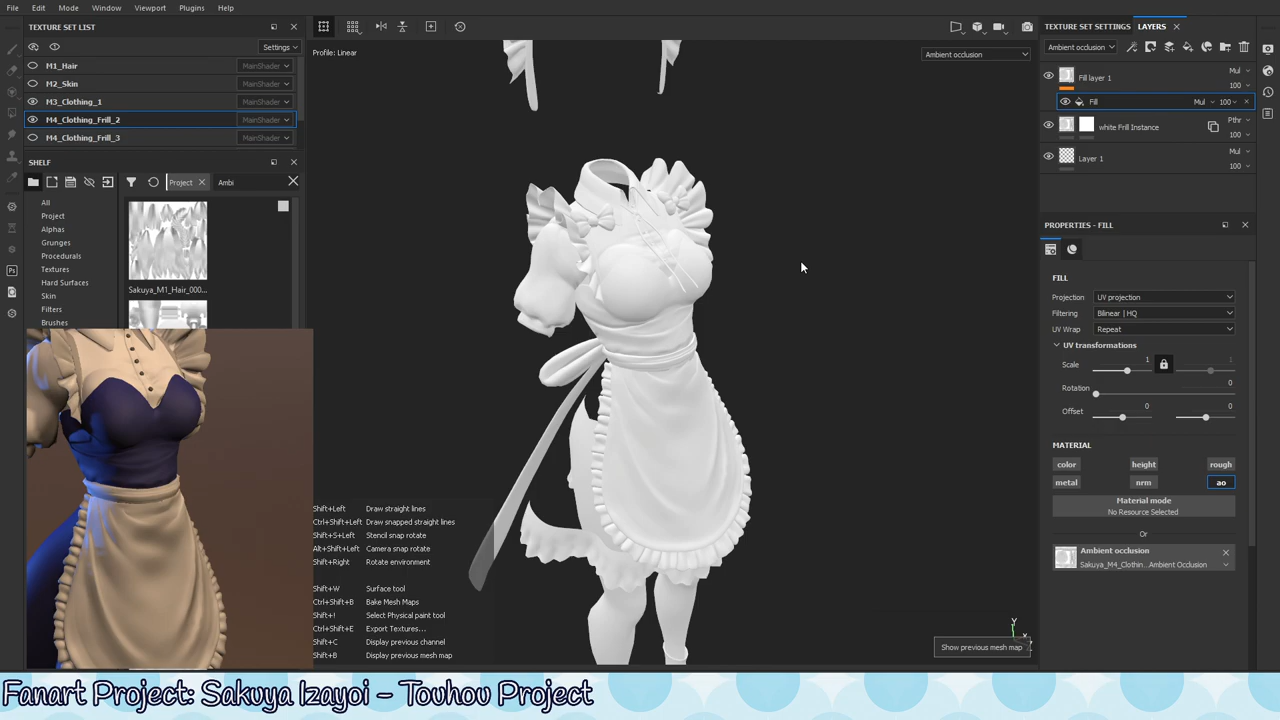 File Edit Mode Window Viewport Plugins Help
TEXTURE SET LIST
Settings
M1_Hair MainShader
M2_Skin MainShader
M3_Clothing_1 MainShader
M4_Clothing_Frill_2 MainShader
M4_Clothing_Frill_3 MainShader
SHELF
Project Ambi
All
Project
Alphas
Grunges
Procedurals
Textures
Hard Surfaces
Skin
Filters
Brushes
Sakuya_M1_Hair_000...
Profile: Linear
Ambient occlusion
Shift+Left Draw straight lines
Ctrl+Shift+Left Draw snapped straight lines
Shift+S+Left Stencil snap rotate
Alt+Shift+Left Camera snap rotate
Shift+Right Rotate environment
Shift+W Surface tool
Ctrl+Shift+B Bake Mesh Maps
Shift+! Select Physical paint tool
Ctrl+Shift+E Export Textures...
Shift+C Display previous channel
Shift+B Display previous mesh map
Y
X
Show previous mesh map
TEXTURE SET SETTINGS LAYERS
Ambient occlusion
Fill layer 1 Mul 100
Fill Mul 100
white Frill Instance Pthr 100
Layer 1 Mul 100
PROPERTIES - FILL
FILL
Projection UV projection
Filtering Bilinear | HQ
UV Wrap Repeat
UV transformations
Scale 1 1
Rotation 0
Offset 0 0
MATERIAL
color height rough
metal nrm ao
Material mode
No Resource Selected
Or
Ambient occlusion
Sakuya_M4_Clothin...Ambient Occlusion
Fanart Project: Sakuya Izayoi - Touhou Project